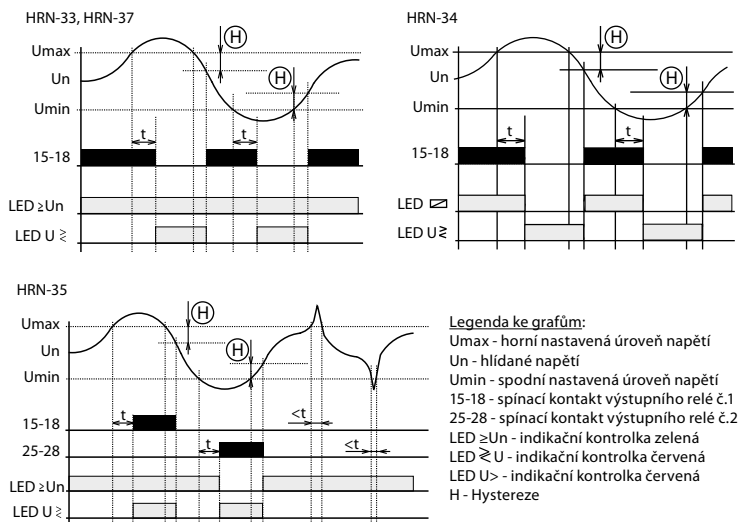 HRN-33, HRN-37
Umax
Un
Umin
H
H
t
t
15-18
LED ≥Un
LED U ≷
HRN-34
Umax
Un
Umin
H
H
t
t
15-18
LED
LED U≷
HRN-35
Umax
Un
Umin
H
H
15-18
t
<t
25-28
t
<t
LED ≥Un
LED U ≷
Legenda ke grafům:
Umax - horní nastavená úroveň napětí
Un - hlídané napětí
Umin - spodní nastavená úroveň napětí
15-18 - spínací kontakt výstupního relé č.1
25-28 - spínací kontakt výstupního relé č.2
LED ≥Un - indikační kontrolka zelená
LED ≷U - indikační kontrolka červená
LED U> - indikační kontrolka červená
H - Hystereze